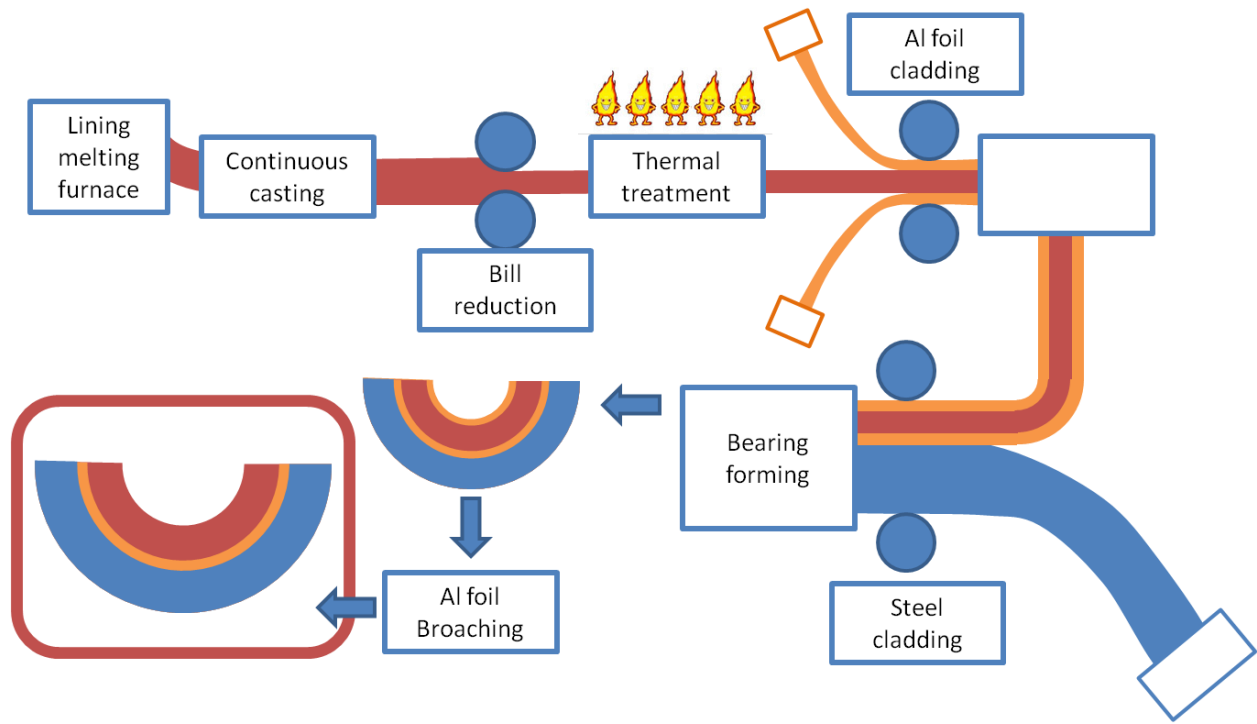 Lining
melting
furnace
Continuous
casting
Bill
reduction
Thermal
treatment
Al foil
cladding
Bearing
forming
Steel
cladding
Al foil
Broaching